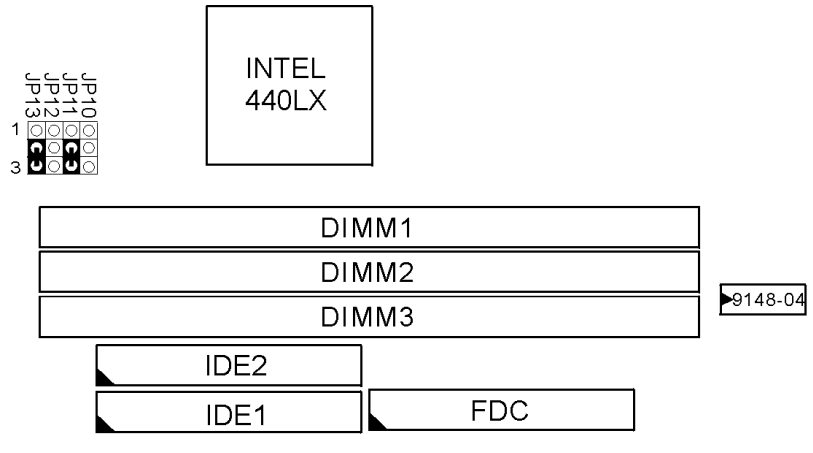 INTEL
440LX
JP13
JP12
JP11
JP10
1
3
DIMM1
DIMM2
DIMM3
9148-04
IDE2
IDE1
FDC